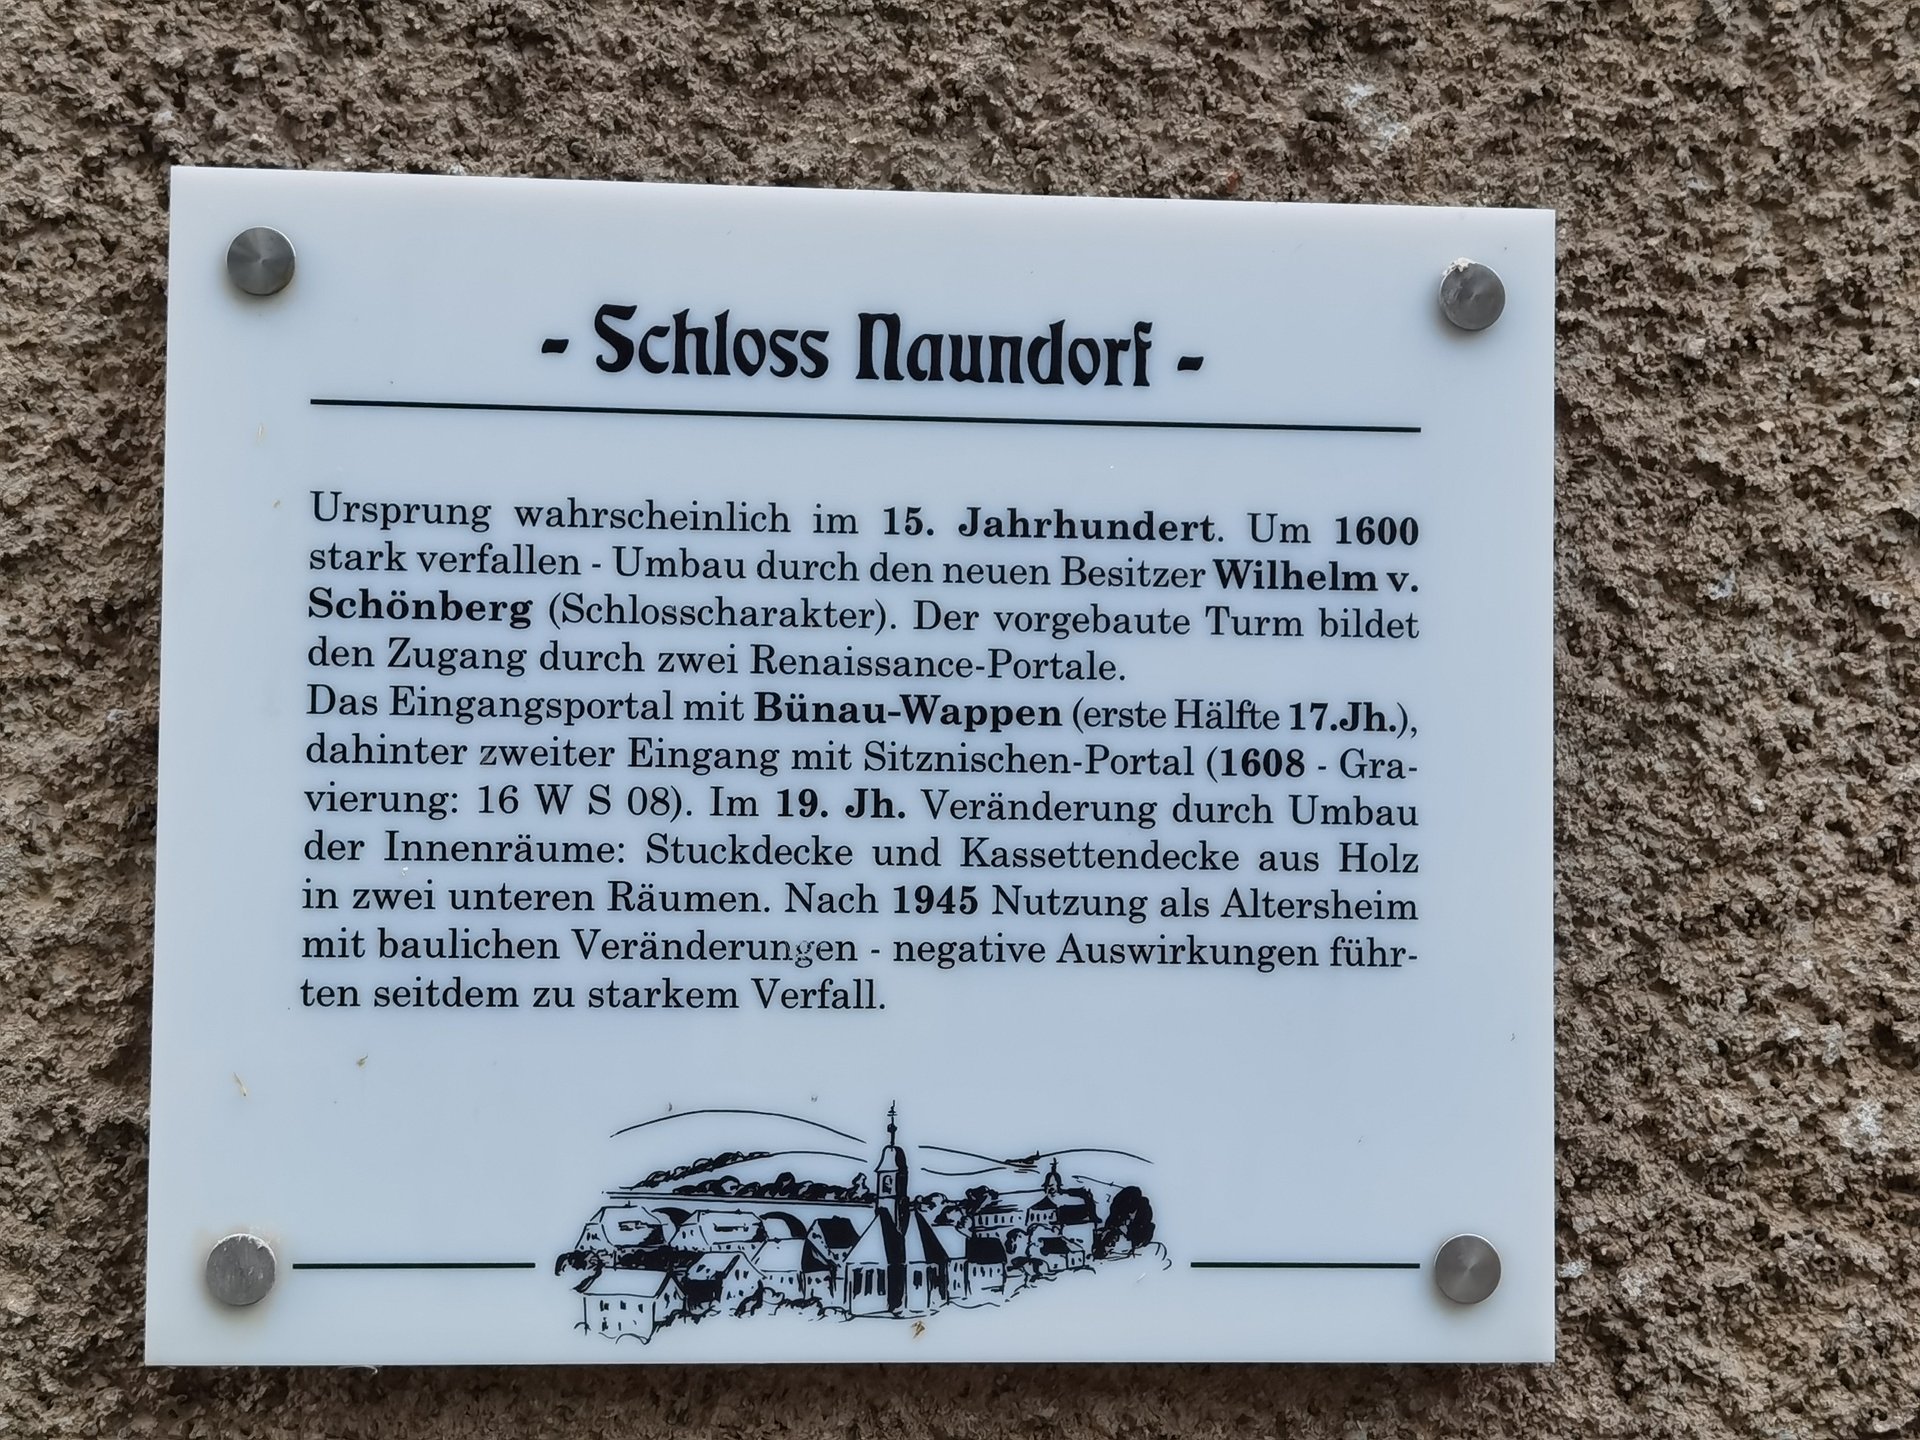 - Schloss Naundorf -
Ursprung wahrscheinlich im 15. Jahrhundert. Um 1600
stark verfallen - Umbau durch den neuen Besitzer Wilhelm v.
Schönberg (Schlosscharakter). Der vorgebaute Turm bildet
den Zugang durch zwei Renaissance-Portale.
Das Eingangsportal mit Bünau-Wappen (erste Hälfte 17.Jh.),
dahinter zweiter Eingang mit Sitznischen-Portal (1608 - Gra-
vierung: 16 W S 08). Im 19. Jh. Veränderung durch Umbau
der Innenräume: Stuckdecke und Kassettendecke aus Holz
in zwei unteren Räumen. Nach 1945 Nutzung als Altersheim
mit baulichen Veränderungen - negative Auswirkungen führ-
ten seitdem zu starkem Verfall.